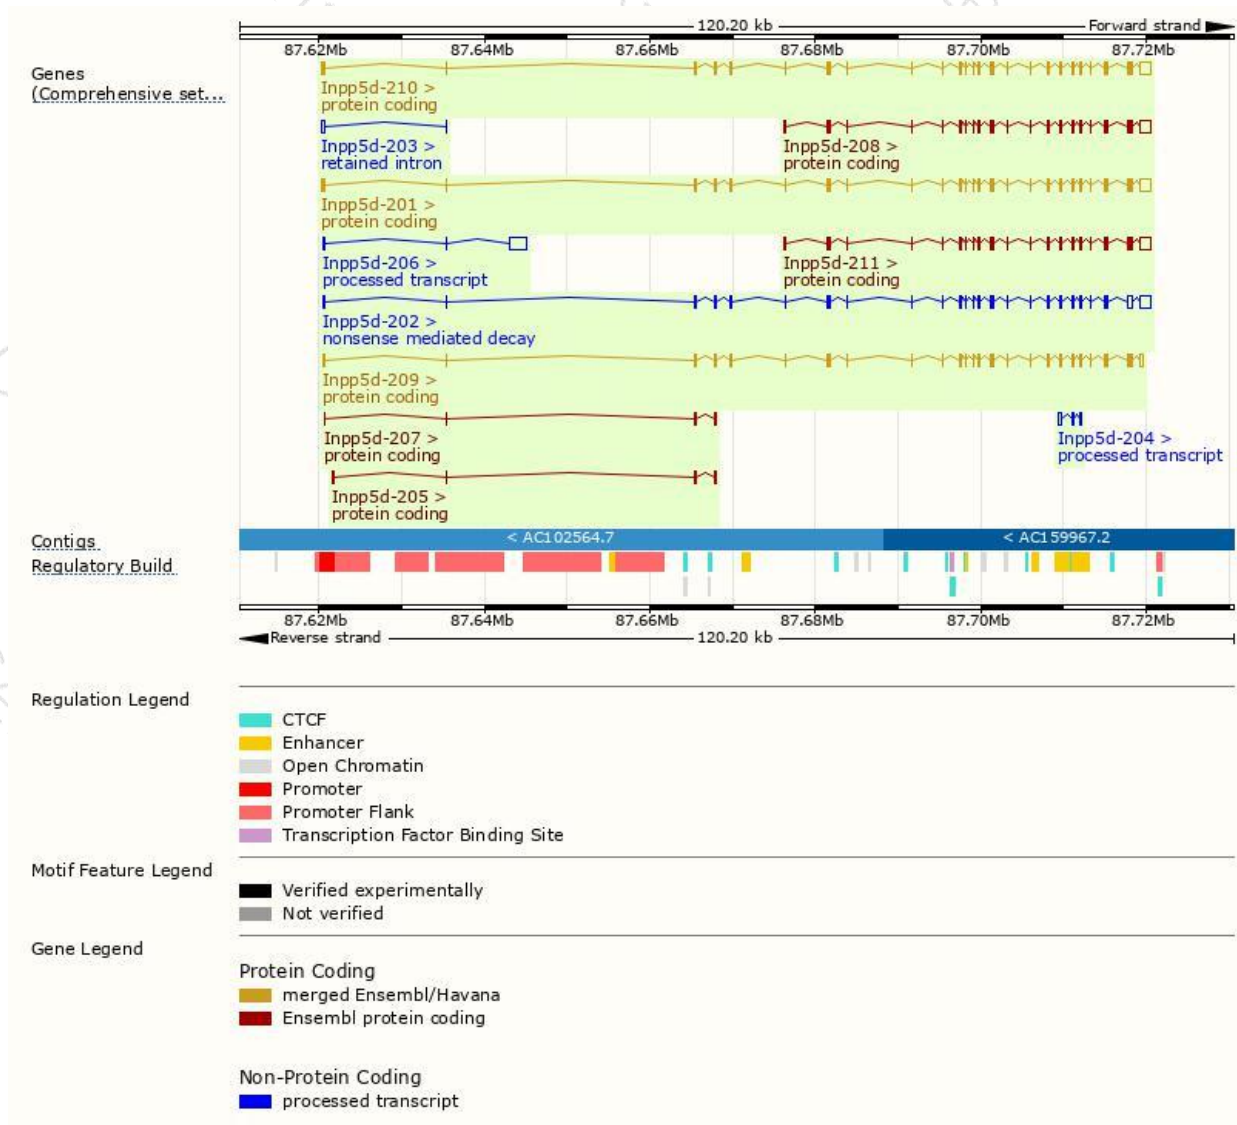 120.20 kb Forward strand
87.62Mb 87.64Mb 87.66Mb 87.68Mb 87.70Mb 87.72Mb
Genes
(Comprehensive set...
Inpp5d-210 >
protein coding
Inpp5d-203 > Inpp5d-208 >
retained intron protein coding
Inpp5d-201 >
protein coding
Inpp5d-206 > Inpp5d-211 >
processed transcript protein coding
Inpp5d-202 >
nonsense mediated decay
Inpp5d-209 >
protein coding
Inpp5d-207 > Inpp5d-204 >
protein coding processed transcript
Inpp5d-205 >
protein coding
Contigs < AC102564.7 < AC159967.2
Regulatory Build
87.62Mb 87.64Mb 87.66Mb 87.68Mb 87.70Mb 87.72Mb
Reverse strand 120.20 kb
Regulation Legend
CTCF
Enhancer
Open Chromatin
Promoter
Promoter Flank
Transcription Factor Binding Site
Motif Feature Legend
Verified experimentally
Not verified
Gene Legend
Protein Coding
merged Ensembl/Havana
Ensembl protein coding
Non-Protein Coding
processed transcript